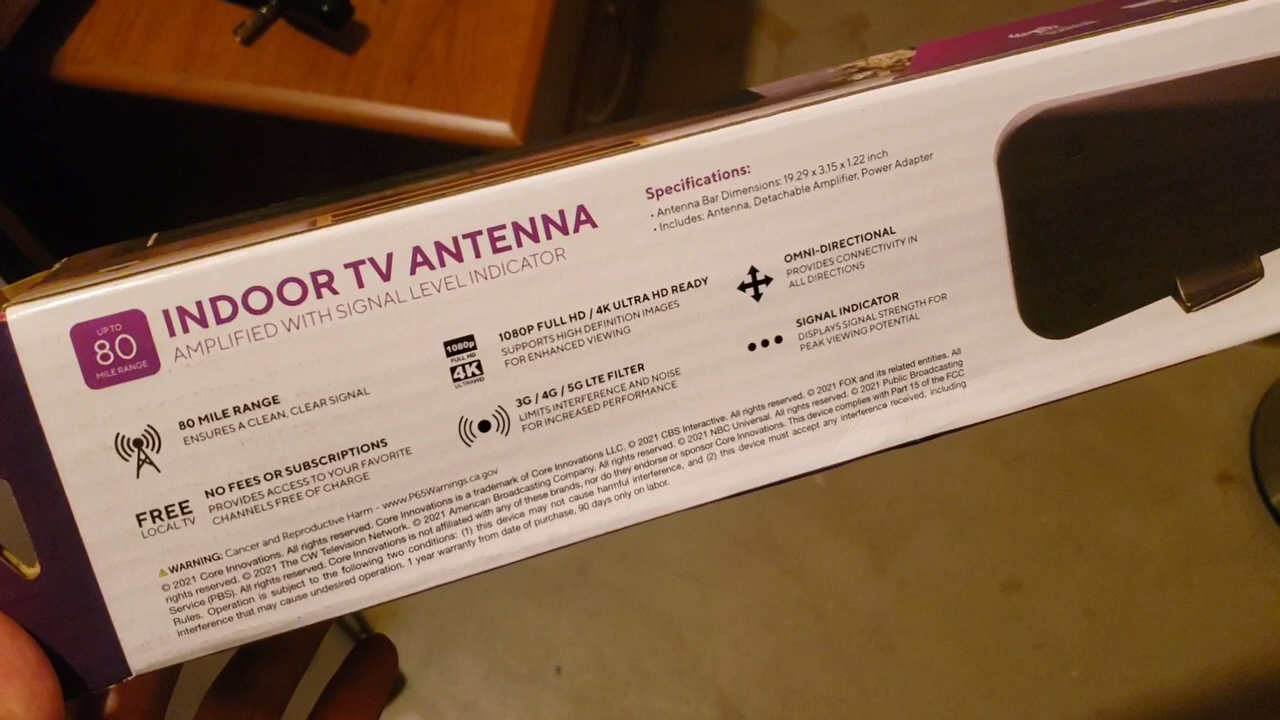 UP TO
80
MILE RANGE
INDOOR TV ANTENNA
AMPLIFIED WITH SIGNAL LEVEL INDICATOR
Specifications:
• Antenna Bar Dimensions: 19.29 x 3.15 x 1.22 inch
• Includes: Antenna, Detachable Amplifier, Power Adapter
80 MILE RANGE
ENSURES A CLEAN, CLEAR SIGNAL
FREE
LOCAL TV
NO FEES OR SUBSCRIPTIONS
PROVIDES ACCESS TO YOUR FAVORITE
CHANNELS FREE OF CHARGE
1080p
FULL HD
4K
ULTRA HD
1080P FULL HD / 4K ULTRA HD READY
SUPPORTS HIGH DEFINITION IMAGES
FOR ENHANCED VIEWING
3G / 4G / 5G LTE FILTER
LIMITS INTERFERENCE AND NOISE
FOR INCREASED PERFORMANCE
OMNI-DIRECTIONAL
PROVIDES CONNECTIVITY IN
ALL DIRECTIONS
SIGNAL INDICATOR
DISPLAYS SIGNAL STRENGTH FOR
PEAK VIEWING POTENTIAL
WARNING: Cancer and Reproductive Harm - www.P65Warnings.ca.gov
© 2021 Core Innovations. All rights reserved. Core Innovations is a trademark of Core Innovations LLC. © 2021 CBS Interactive. All rights reserved. © 2021 FOX and its related entities. All
rights reserved. © 2021 The CW Television Network. © 2021 American Broadcasting Company. All rights reserved. © 2021 NBC Universal. All rights reserved. © 2021 Public Broadcasting
Service (PBS). All rights reserved. Core Innovations is not affiliated with any of these brands, nor do they endorse or sponsor Core Innovations. This device complies with Part 15 of the FCC
Rules. Operation is subject to the following two conditions: (1) this device may not cause harmful interference, and (2) this device must accept any interference received, including
interference that may cause undesired operation. 1 year warranty from date of purchase, 90 days only on labor.